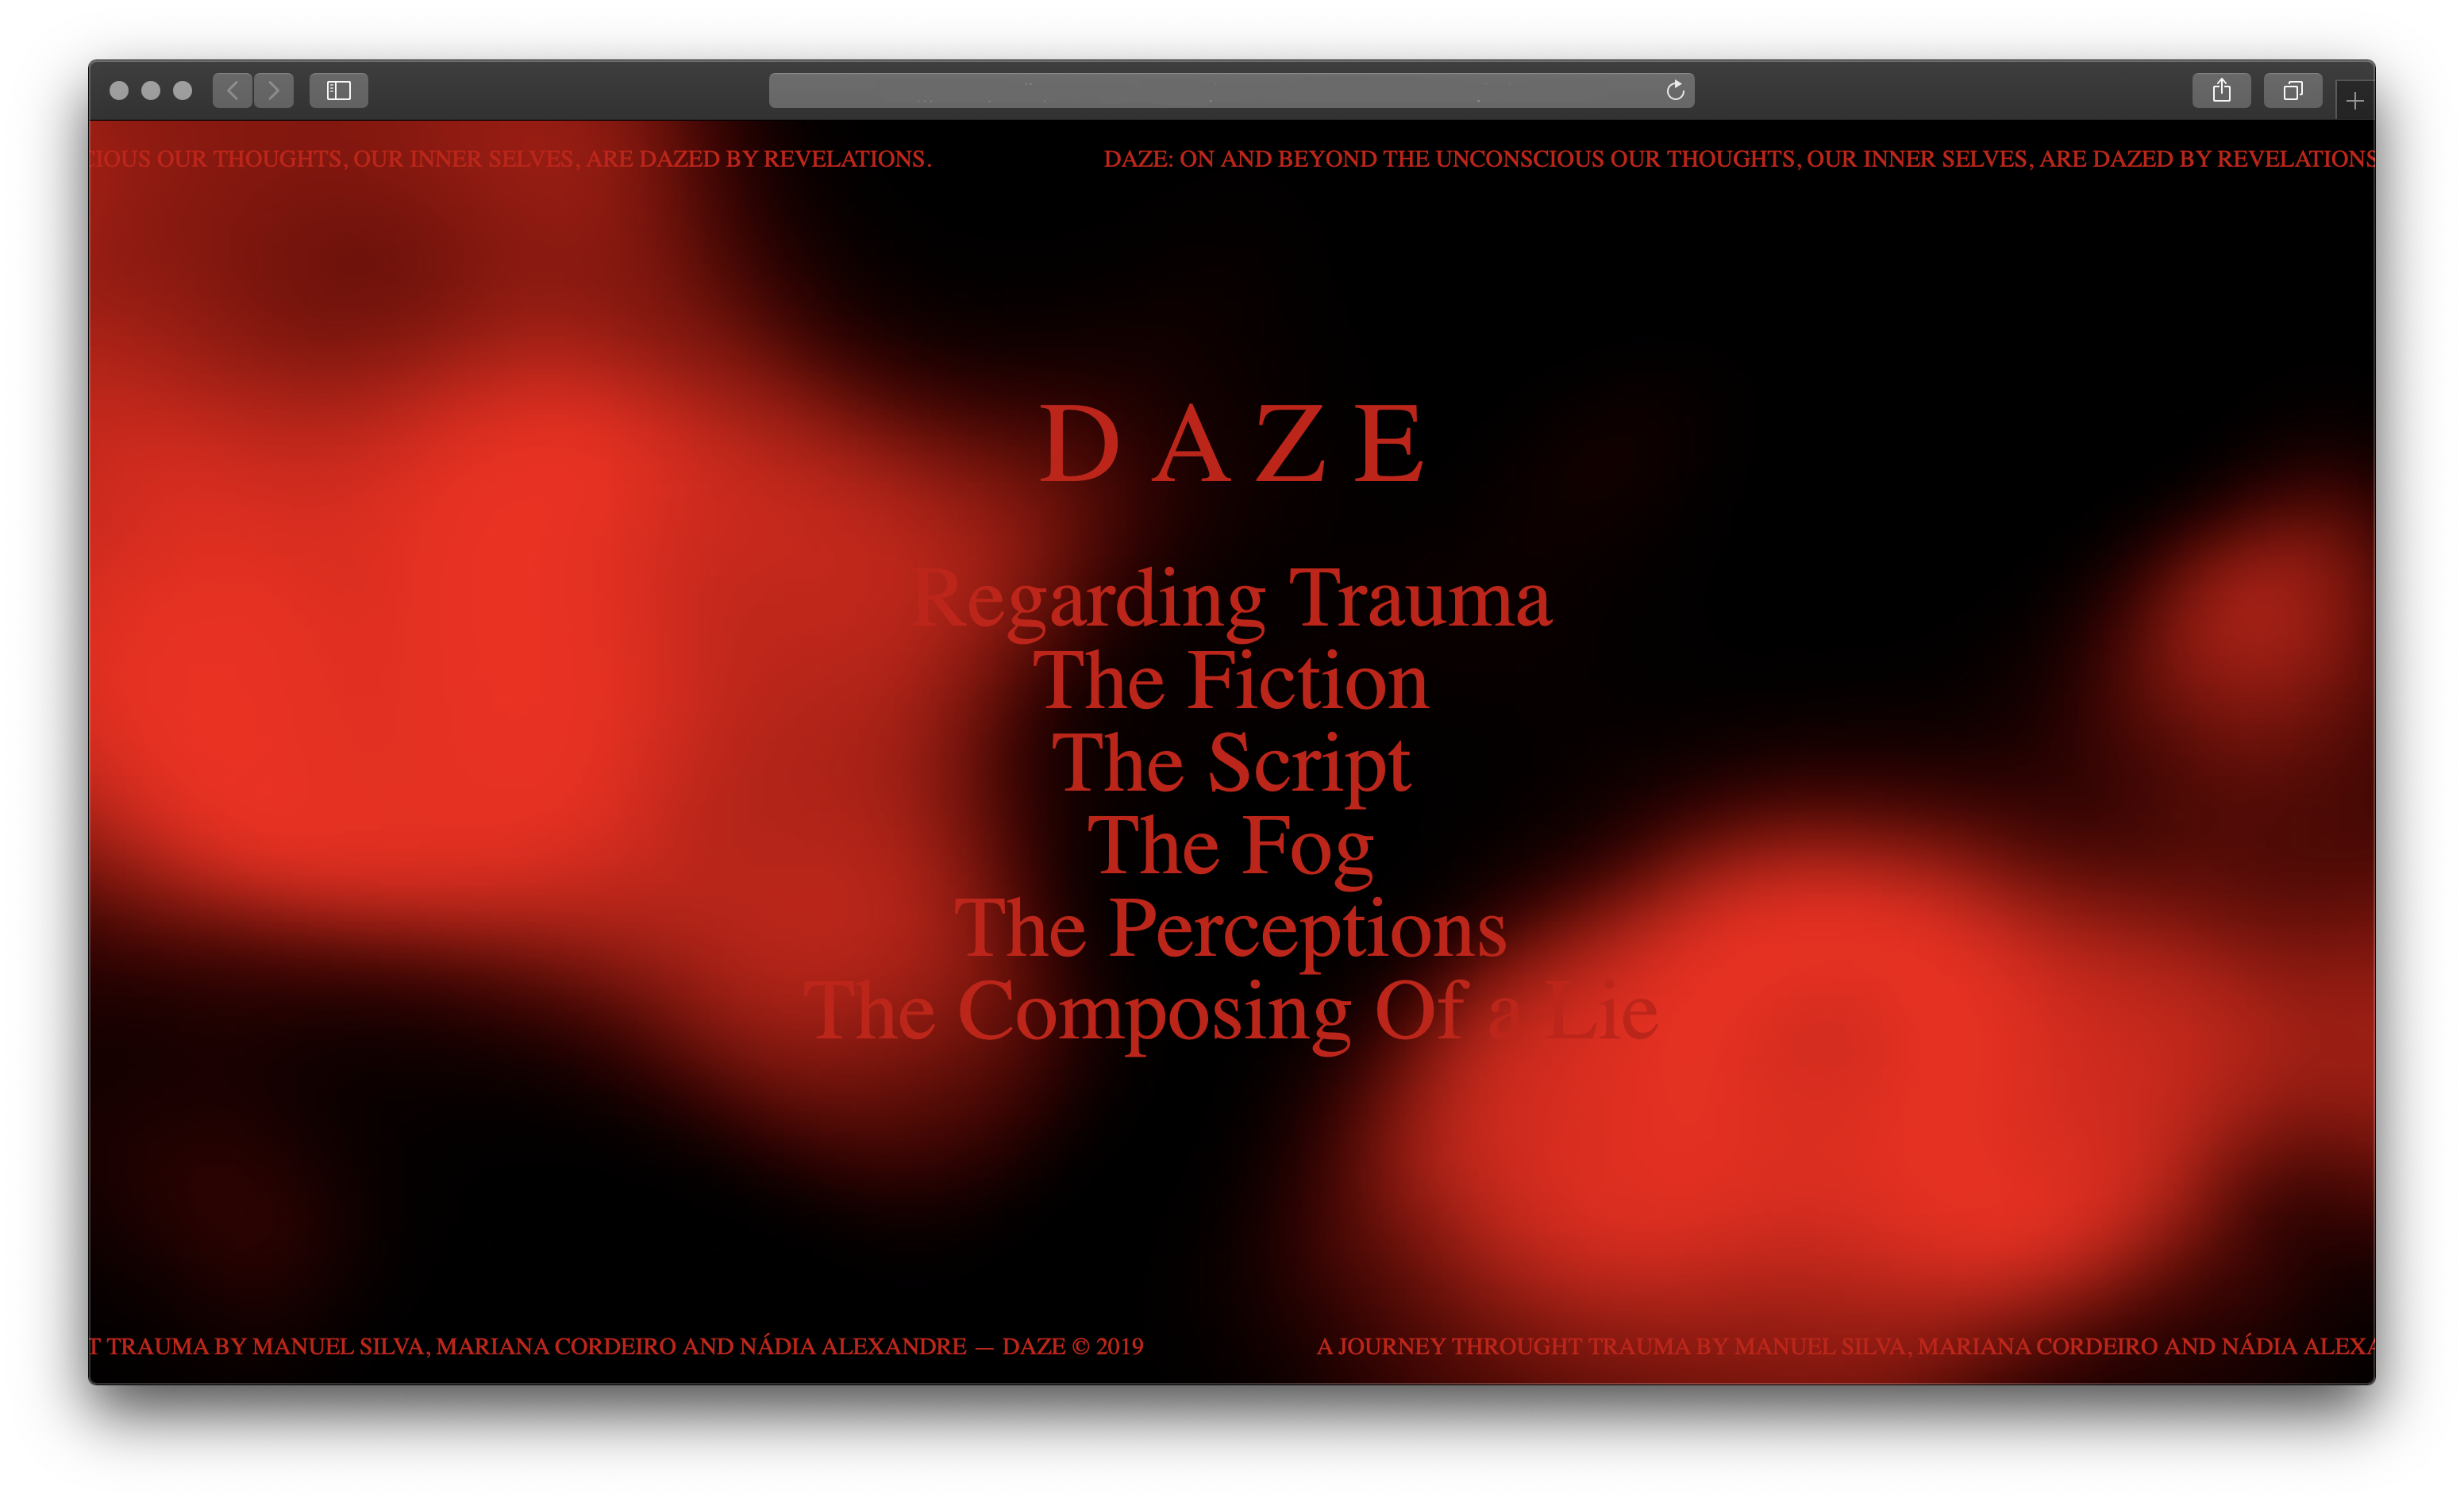 CIOUS OUR THOUGHTS, OUR INNER SELVES, ARE DAZED BY REVELATIONS. DAZE: ON AND BEYOND THE UNCONSCIOUS OUR THOUGHTS, OUR INNER SELVES, ARE DAZED BY REVELATIONS
D A Z E
Regarding Trauma
The Fiction
The Script
The Fog
The Perceptions
The Composing Of a Lie
T TRAUMA BY MANUEL SILVA, MARIANA CORDEIRO AND NÁDIA ALEXANDRE — DAZE © 2019 A JOURNEY THROUGHT TRAUMA BY MANUEL SILVA, MARIANA CORDEIRO AND NÁDIA ALEXA